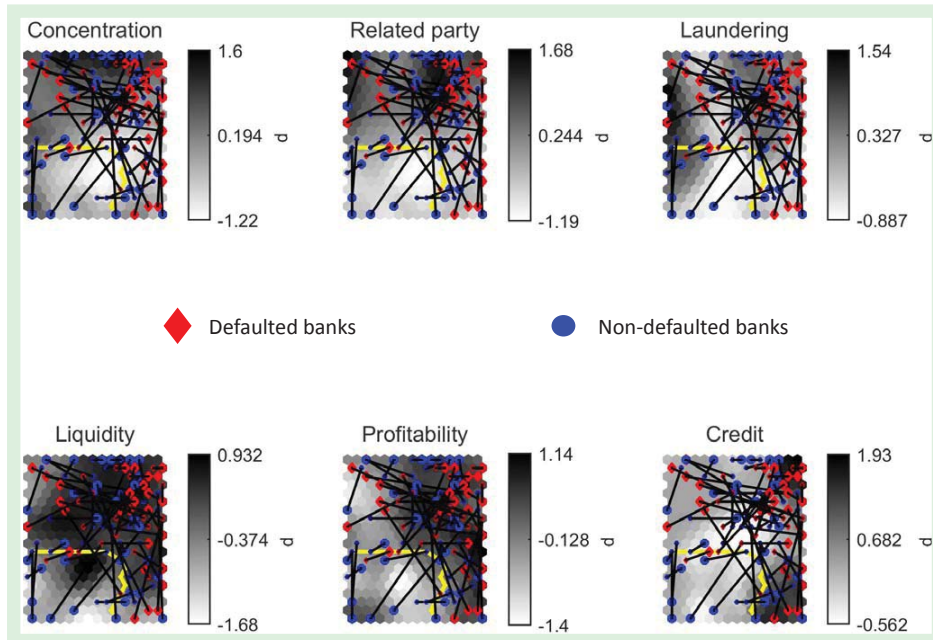 Concentration
1.6
0.194
d
-1.22
Related party
1.68
0.244
d
-1.19
Laundering
1.54
0.327
d
-0.887
Defaulted banks
Non-defaulted banks
Liquidity
0.932
-0.374
d
-1.68
Profitability
1.14
-0.128
d
-1.4
Credit
1.93
0.682
d
-0.562